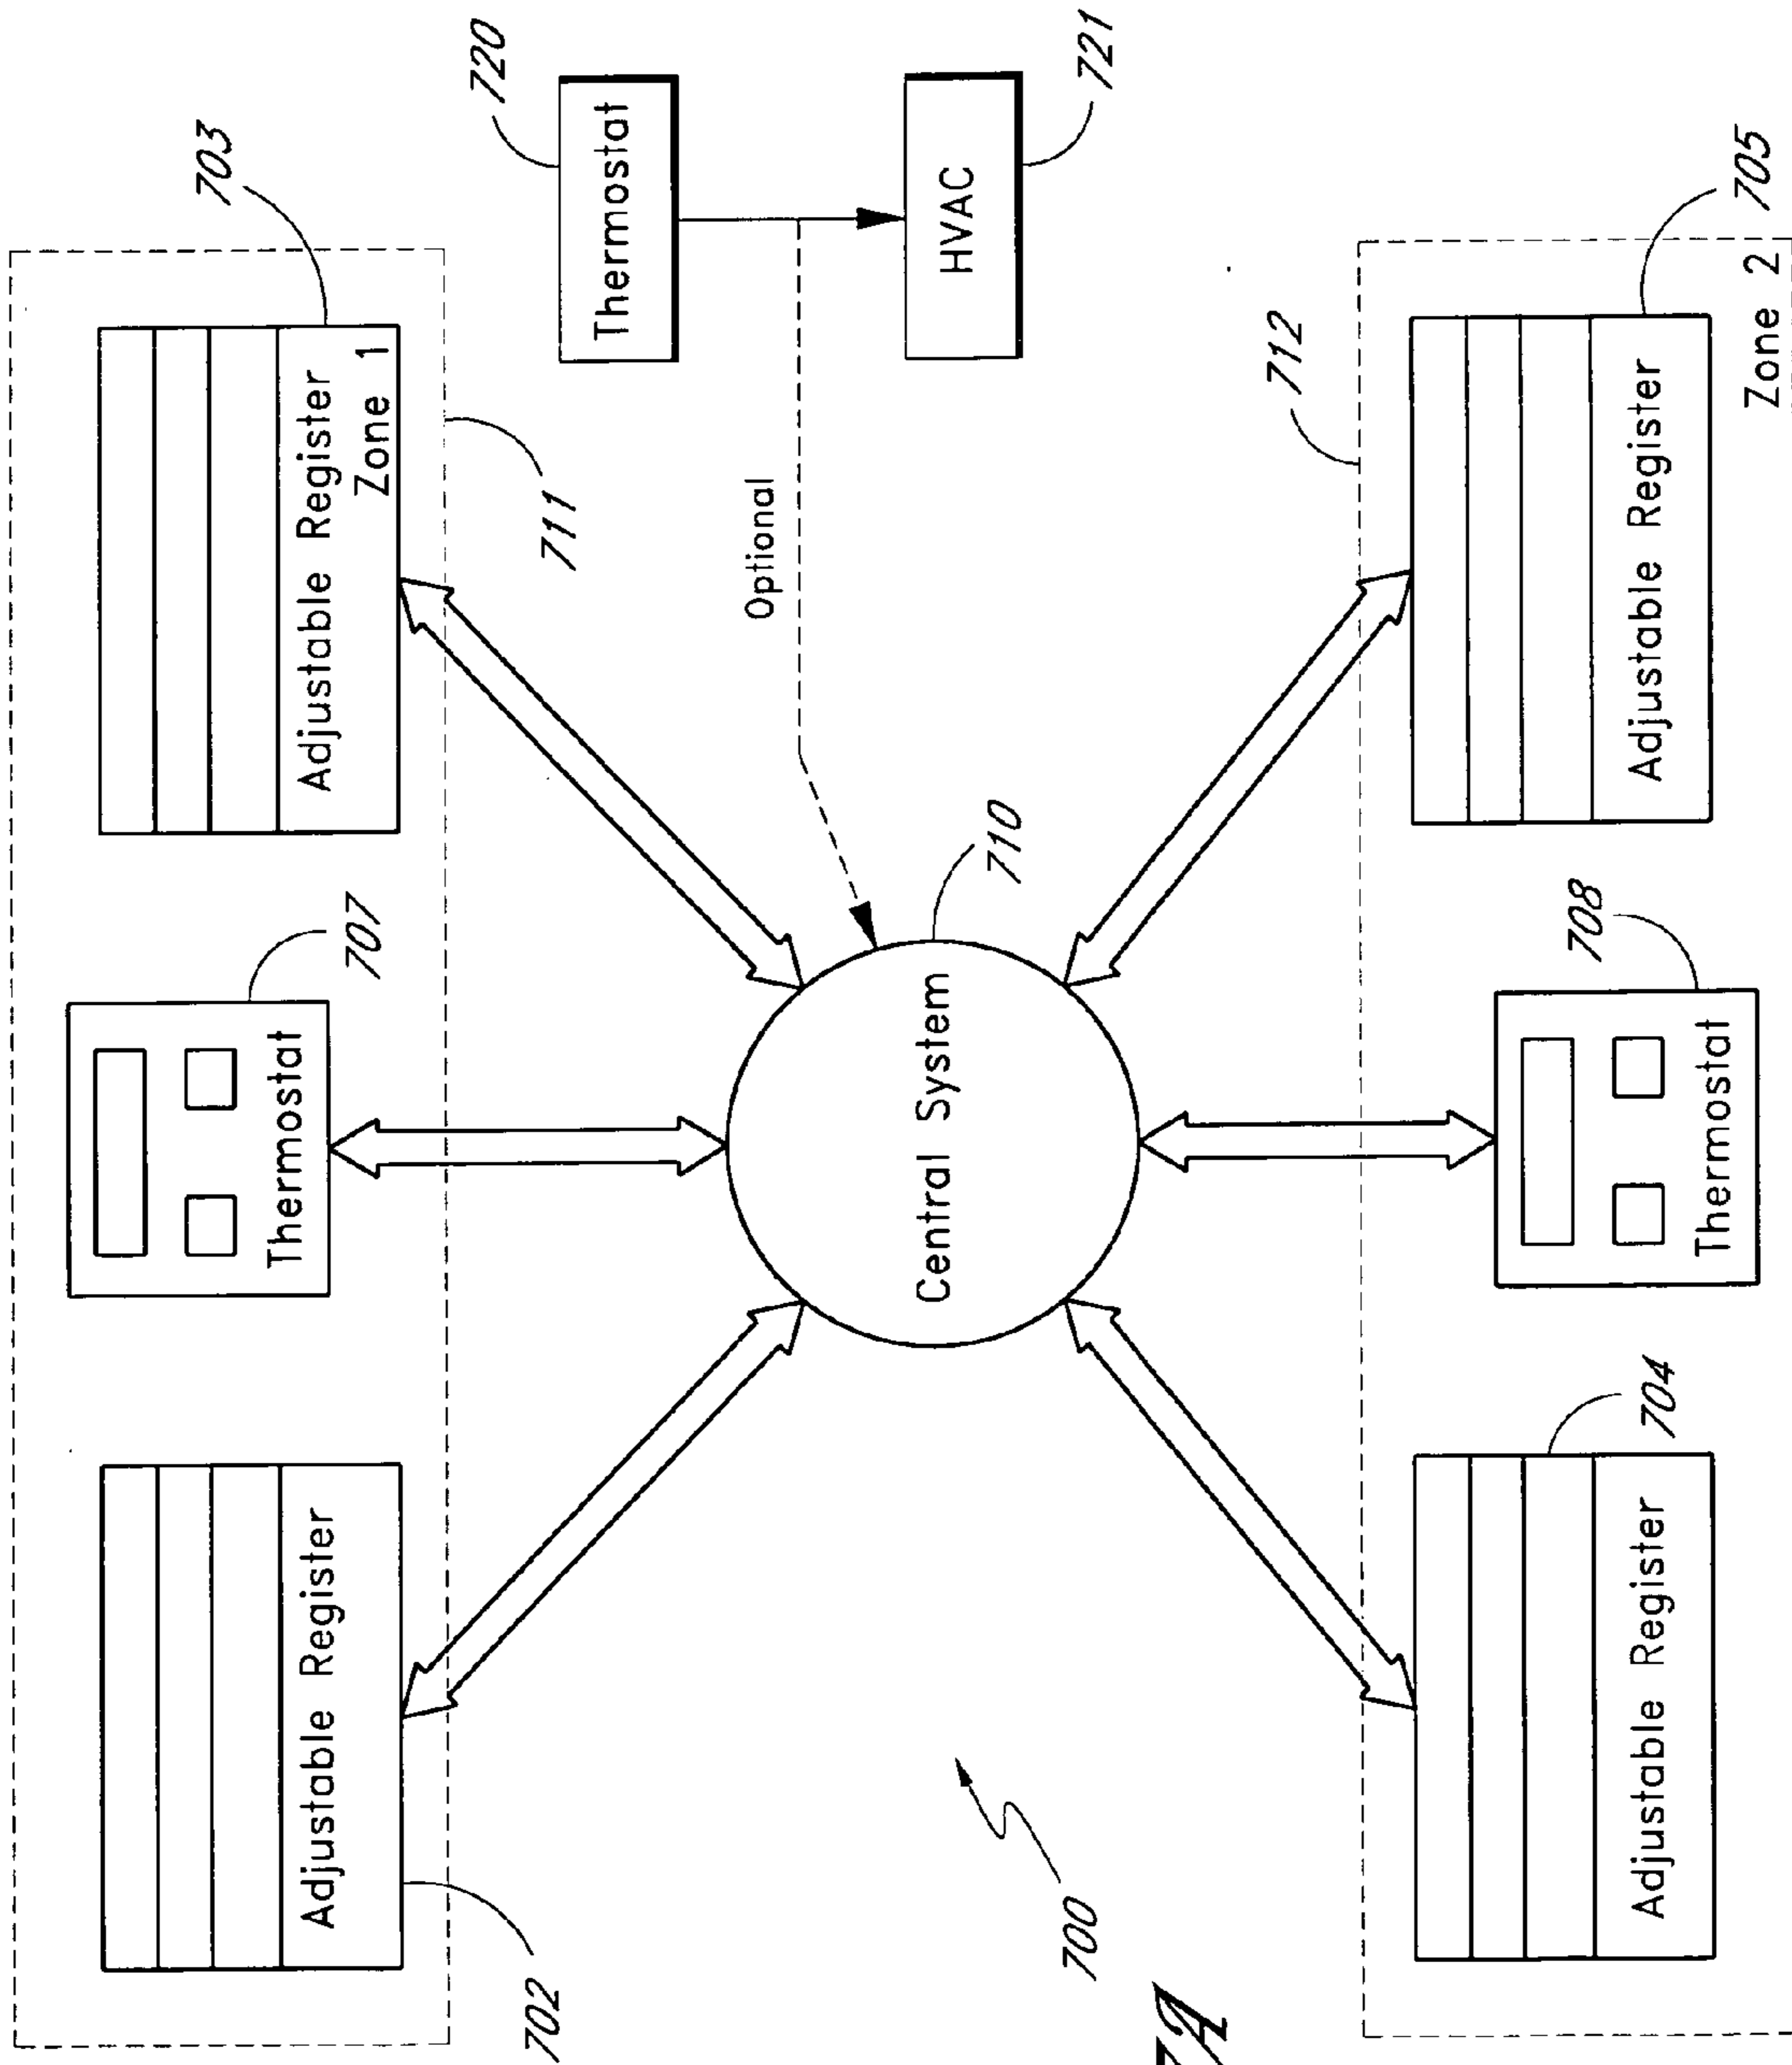 703
Thermostat
Adjustable Register
Adjustable Register
707
Zone 1
720
702
711
Thermostat
Optional
Central System
HVAC
710
700
721
7A
712
708
Adjustable Register
Adjustable Register
704
Thermostat
705
Zone 2